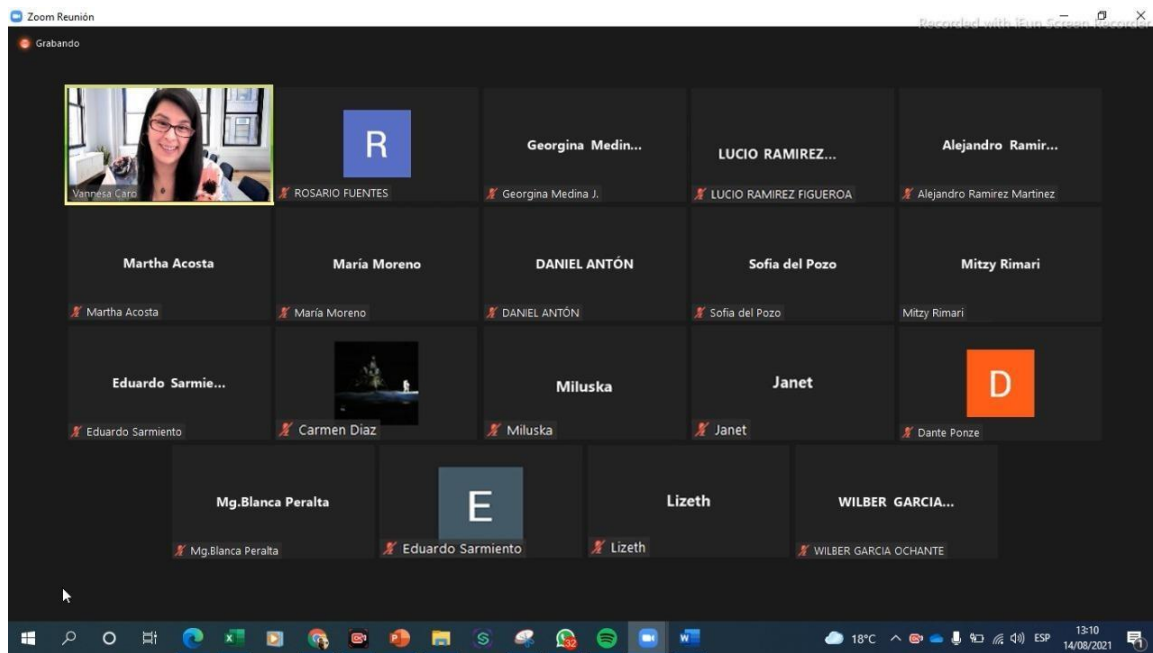 Zoom Reunión
Recorded with iFun Screen Recorder
Grabando
Vannesa Caro
R
ROSARIO FUENTES
Georgina Medin...
Georgina Medina J.
LUCIO RAMIREZ...
LUCIO RAMIREZ FIGUEROA
Alejandro Ramir...
Alejandro Ramirez Martinez
Martha Acosta
Martha Acosta
María Moreno
María Moreno
DANIEL ANTÓN
DANIEL ANTÓN
Sofia del Pozo
Sofia del Pozo
Mitzy Rimari
Mitzy Rimari
Eduardo Sarmie...
Eduardo Sarmiento
Carmen Diaz
Miluska
Miluska
Janet
Janet
D
Dante Ponze
Mg.Blanca Peralta
Mg.Blanca Peralta
E
Eduardo Sarmiento
Lizeth
Lizeth
WILBER GARCIA...
WILBER GARCIA OCHANTE
32
18°C
ESP
13:10
14/08/2021
1